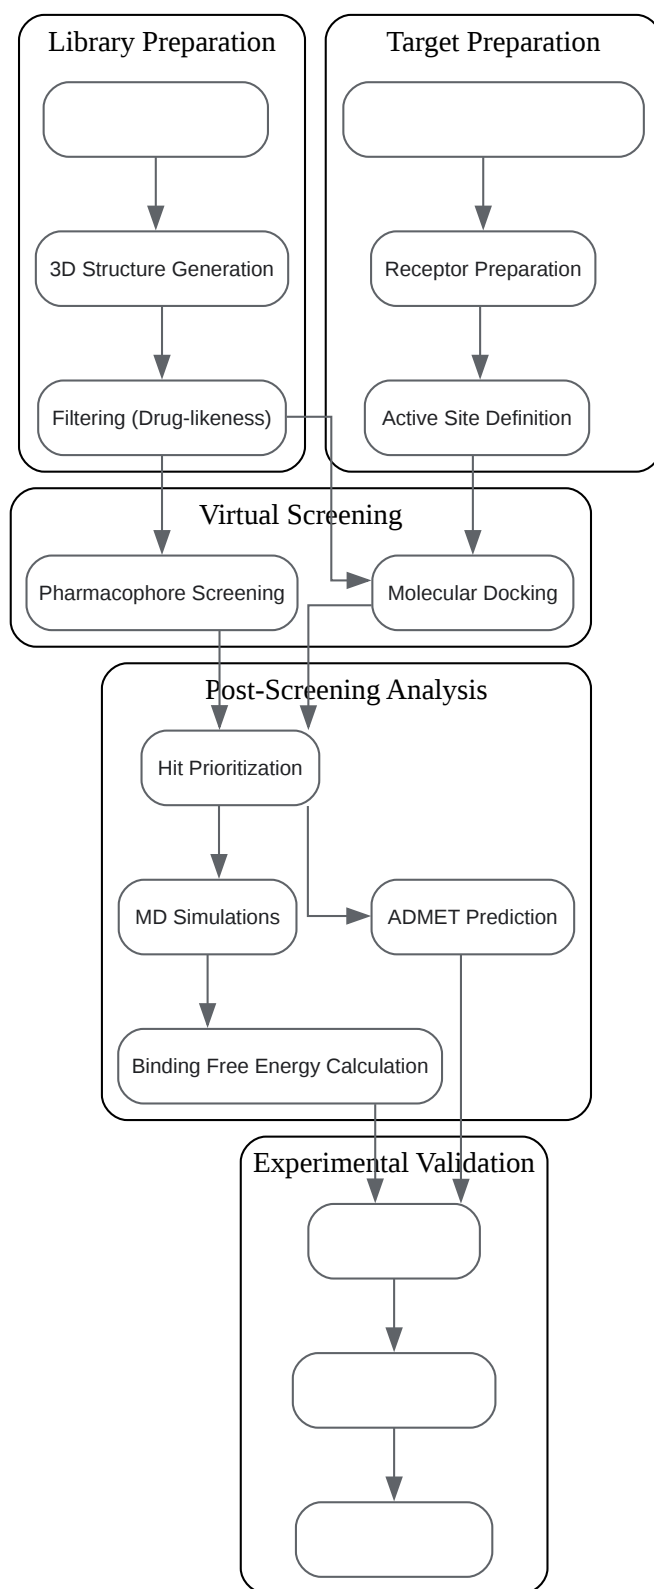 Library Preparation
Target Preparation
3D Structure Generation
Receptor Preparation
Filtering (Drug-likeness)
Active Site Definition
Virtual Screening
Pharmacophore Screening
Molecular Docking
Post-Screening Analysis
Hit Prioritization
MD Simulations
ADMET Prediction
Binding Free Energy Calculation
Experimental Validation